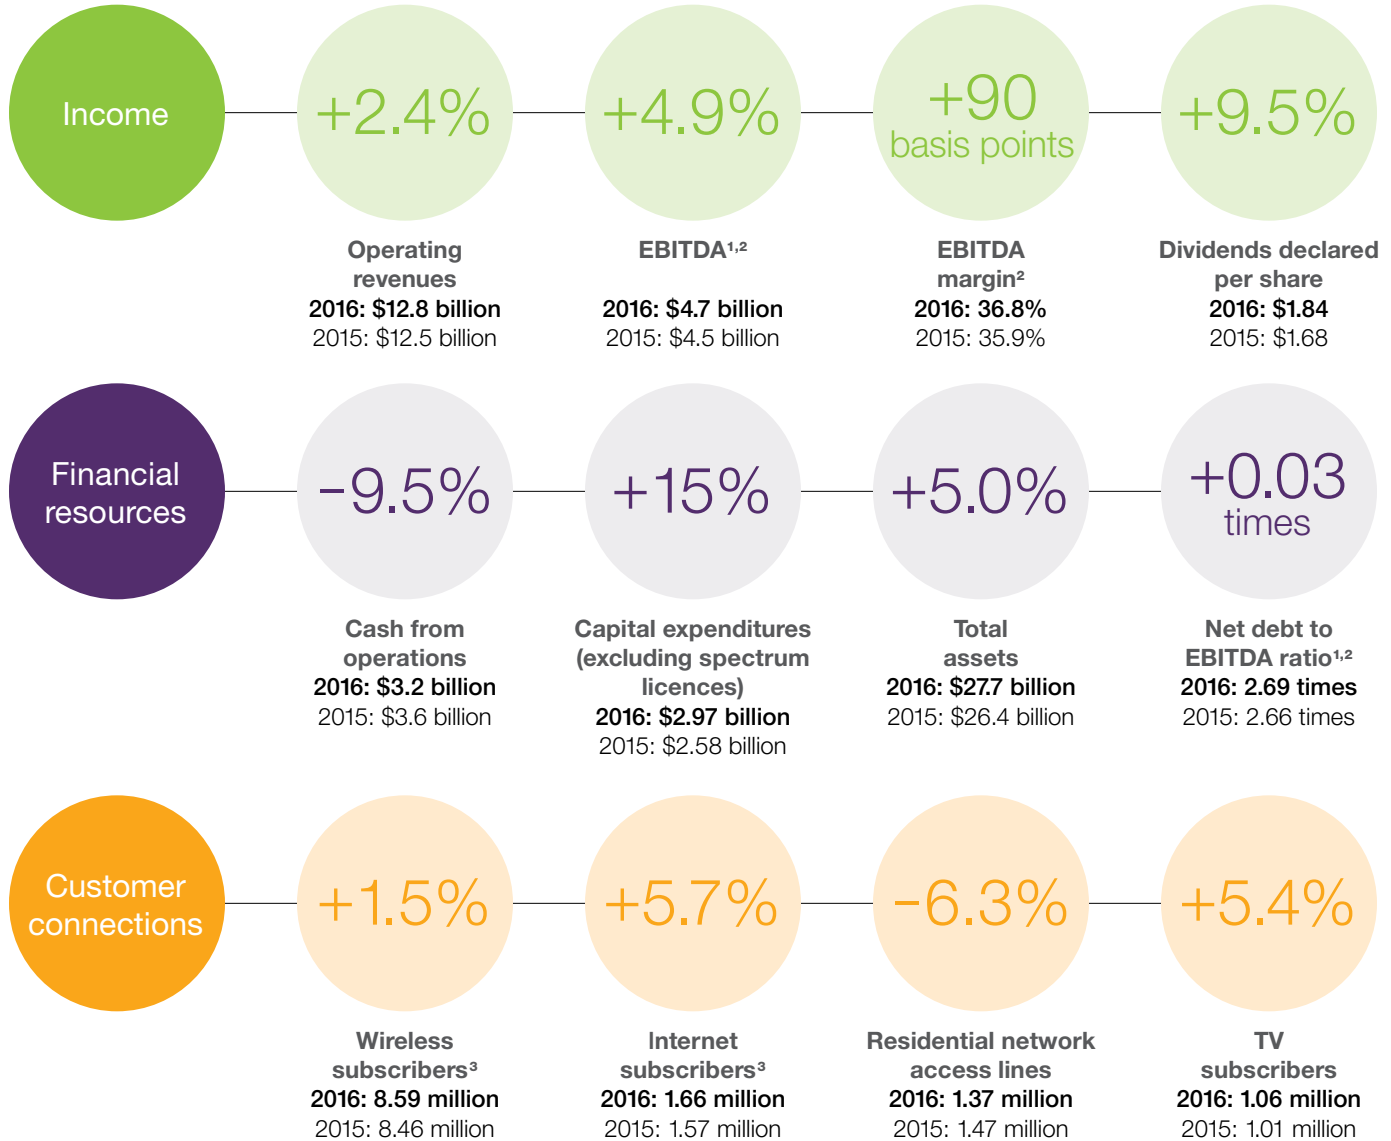 Income
+2.4%
Operating
revenues
2016: $12.8 billion
2015: $12.5 billion
+4.9%
EBITDA¹,²
2016: $4.7 billion
2015: $4.5 billion
+90
basis points
EBITDA
margin²
2016: 36.8%
2015: 35.9%
+9.5%
Dividends declared
per share
2016: $1.84
2015: $1.68
Financial
resources
-9.5%
Cash from
operations
2016: $3.2 billion
2015: $3.6 billion
+15%
Capital expenditures
(excluding spectrum
licences)
2016: $2.97 billion
2015: $2.58 billion
+5.0%
Total
assets
2016: $27.7 billion
2015: $26.4 billion
+0.03
times
Net debt to
EBITDA ratio¹,²
2016: 2.69 times
2015: 2.66 times
Customer
connections
+1.5%
Wireless
subscribers³
2016: 8.59 million
2015: 8.46 million
+5.7%
Internet
subscribers³
2016: 1.66 million
2015: 1.57 million
-6.3%
Residential network
access lines
2016: 1.37 million
2015: 1.47 million
+5.4%
TV
subscribers
2016: 1.06 million
2015: 1.01 million